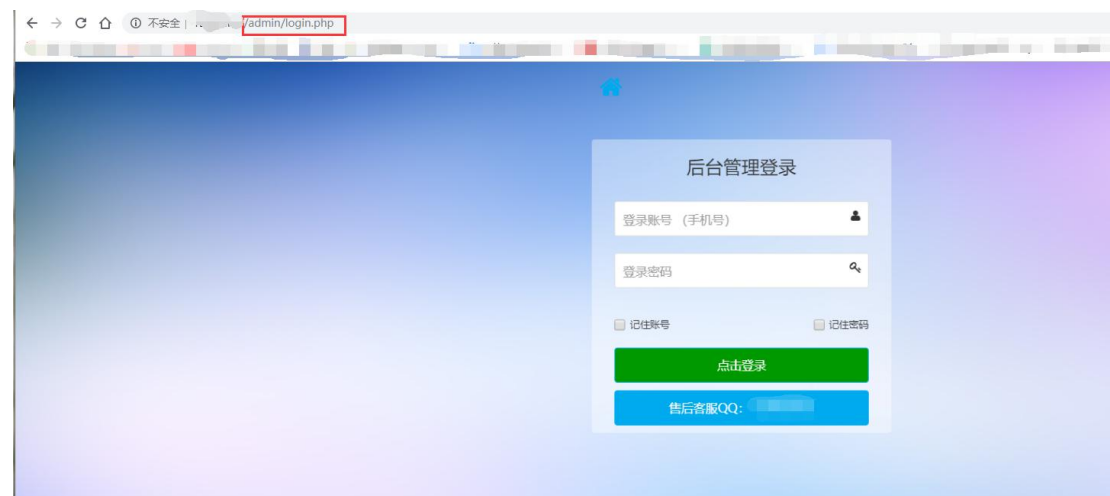 不安全 | /admin/login.php
后台管理登录
登录账号 (手机号)
登录密码
记住账号 记住密码
点击登录
售后客服QQ: